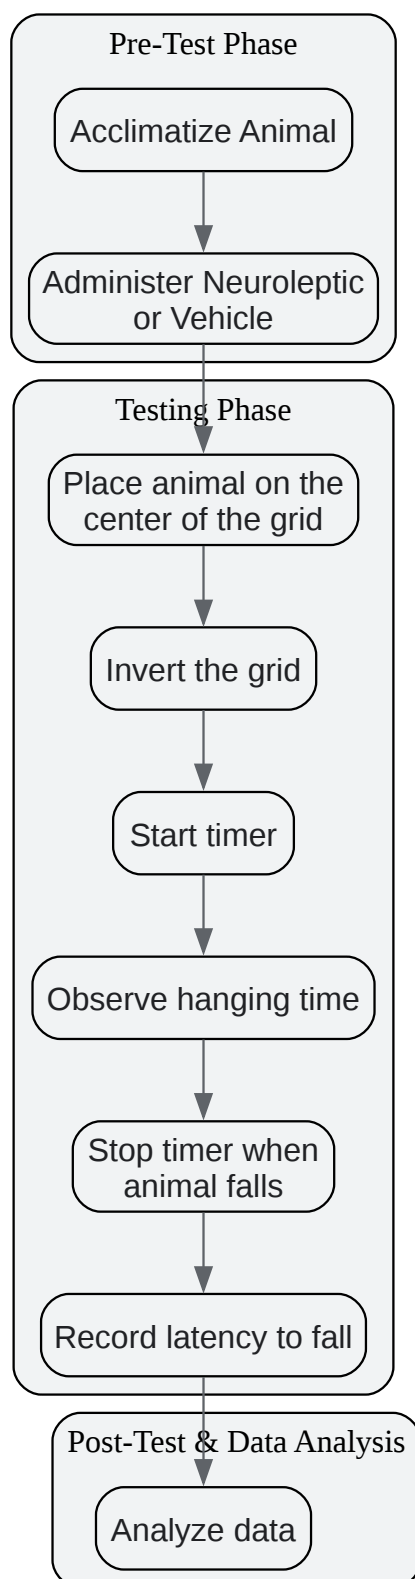 Pre-Test Phase
Acclimatize Animal
Administer Neuroleptic
or Vehicle
Testing Phase
Place animal on the
center of the grid
Invert the grid
Start timer
Observe hanging time
Stop timer when
animal falls
Record latency to fall
Post-Test & Data Analysis
Analyze data